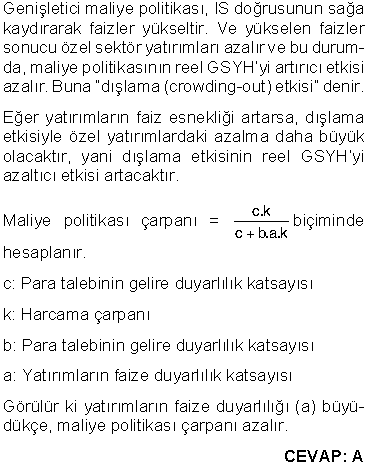 Genişletici maliye politikası, IS doğrusunun sağa
kaydırarak faizler yükseltir. Ve yükselen faizler
sonucu özel sektör yatırımları azalır ve bu durum-
da, maliye politikasının reel GSYH'yi artırıcı etkisi
azalır. Buna "dışlama (crowding-out) etkisi" denir.
Eğer yatırımların faiz esnekliği artarsa, dışlama
etkisiyle özel yatırımlardaki azalma daha büyük
olacaktır, yani dışlama etkisinin reel GSYH'yi
azaltıcı etkisi artacaktır.
Maliye politikası çarpanı = c.k / c + b.a.k biçiminde
hesaplanır.
c: Para talebinin gelire duyarlılık katsayısı
k: Harcama çarpanı
b: Para talebinin gelire duyarlılık katsayısı
a: Yatırımların faize duyarlılık katsayısı
Görülür ki yatırımların faize duyarlılığı (a) büyü-
dükçe, maliye politikası çarpanı azalır.
CEVAP: A